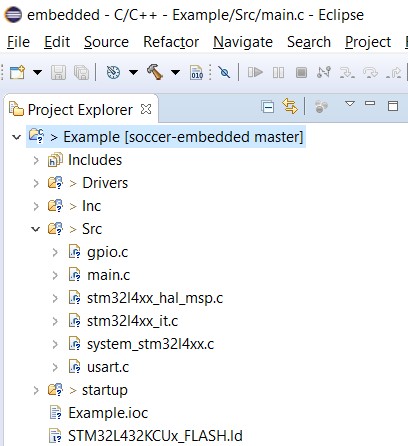 embedded - C/C++ - Example/Src/main.c - Eclipse
File Edit Source Refactor Navigate Search Project
Project Explorer
> Example [soccer-embedded master]
Includes
> Drivers
> Inc
> Src
gpio.c
main.c
stm32l4xx_hal_msp.c
stm32l4xx_it.c
system_stm32l4xx.c
usart.c
> startup
Example.ioc
STM32L432KCUx_FLASH.ld